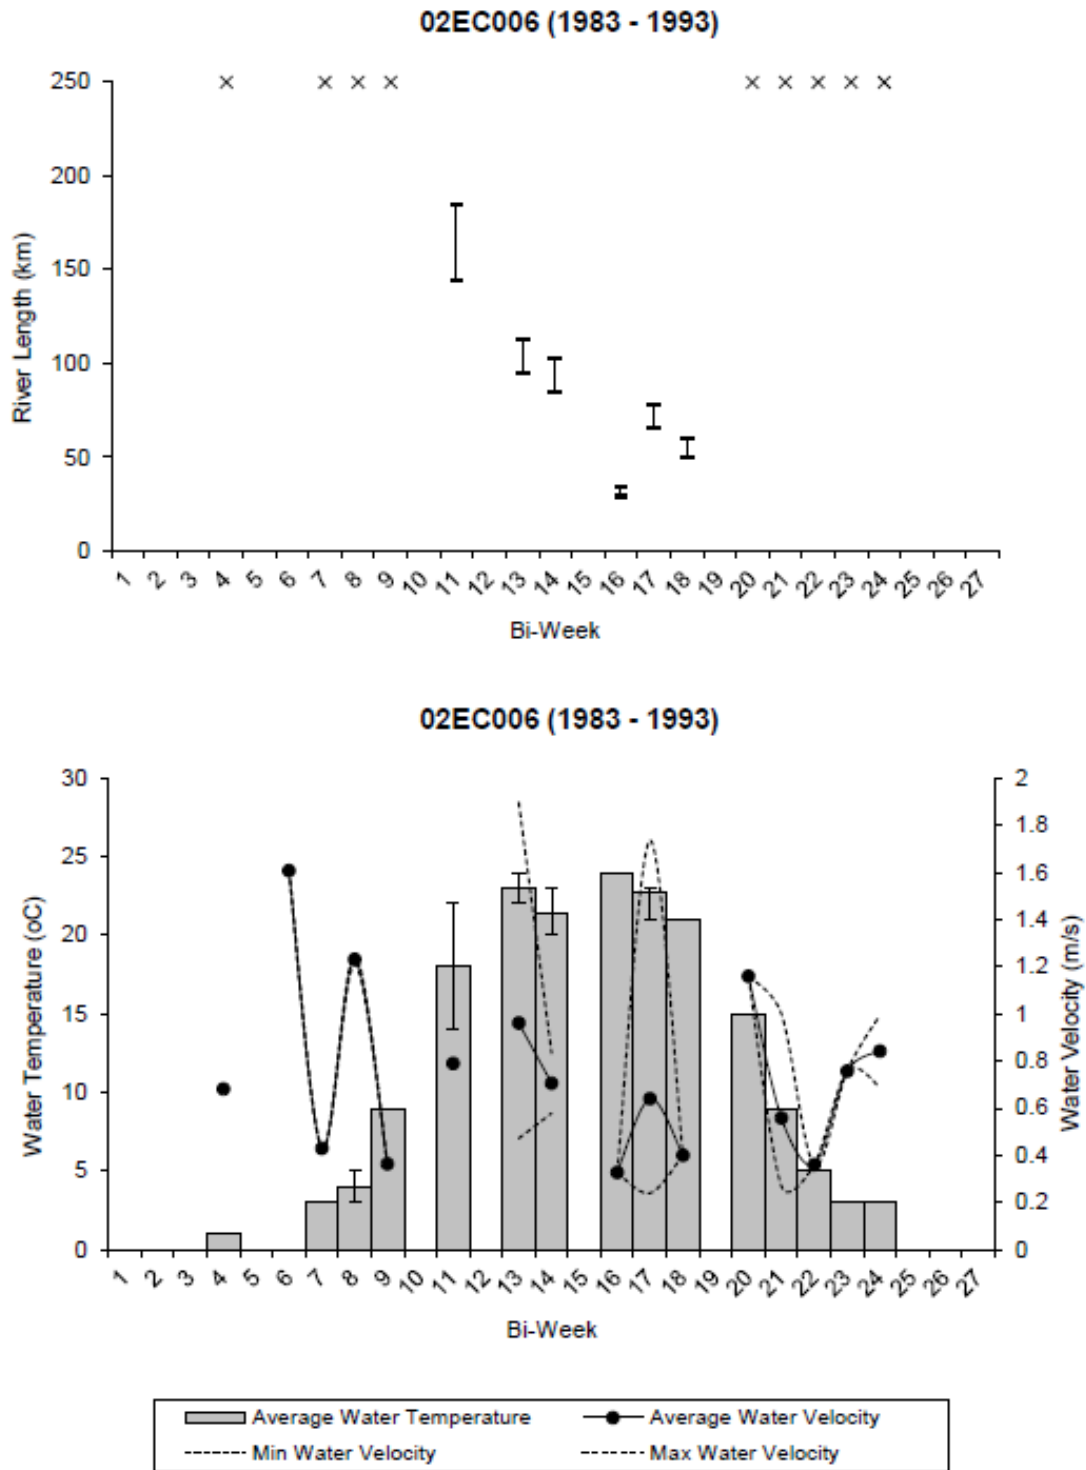 02EC006 (1983 - 1993)
250
200
150
100
50
0
River Length (km)
1 2 3 4 5 6 7 8 9 10 11 12 13 14 15 16 17 18 19 20 21 22 23 24 25 26 27
Bi-Week
02EC006 (1983 - 1993)
30
25
20
15
10
5
0
Water Temperature (oC)
2
1.8
1.6
1.4
1.2
1
0.8
0.6
0.4
0.2
0
Water Velocity (m/s)
1 2 3 4 5 6 7 8 9 10 11 12 13 14 15 16 17 18 19 20 21 22 23 24 25 26 27
Bi-Week
Average Water Temperature Average Water Velocity
Min Water Velocity Max Water Velocity